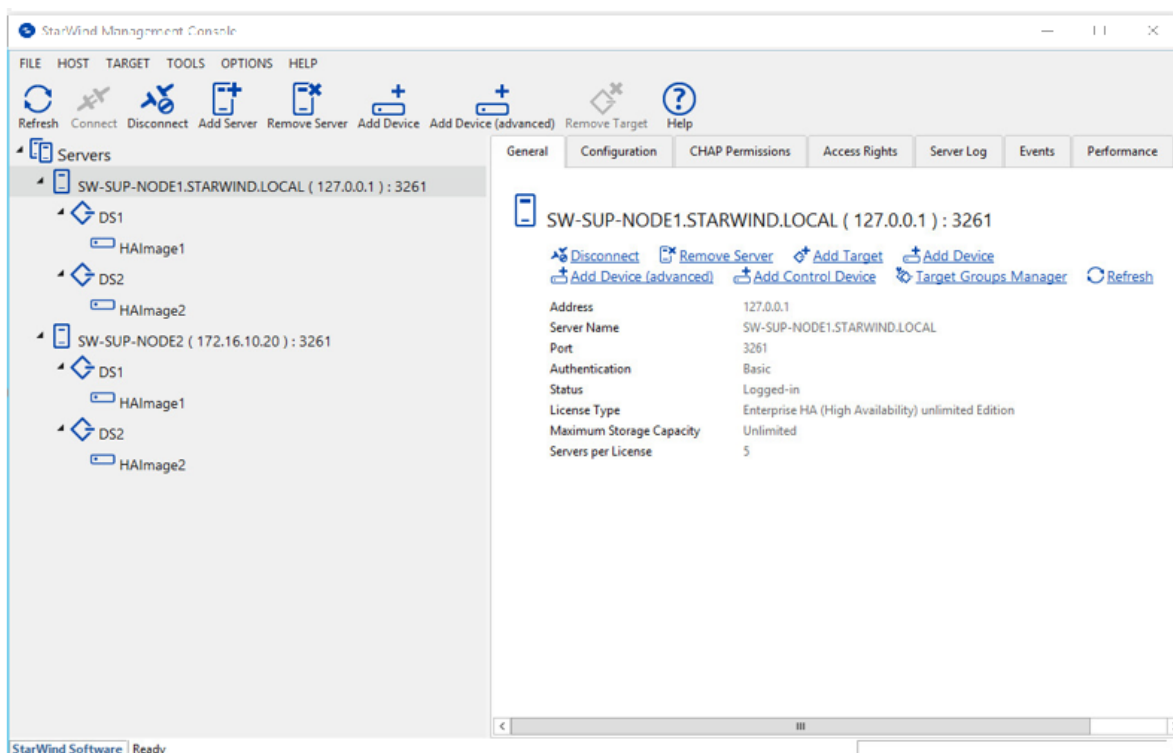 StarWind Management Console
FILE HOST TARGET TOOLS OPTIONS HELP
Refresh Connect Disconnect Add Server Remove Server Add Device Add Device (advanced) Remove Target Help
Servers
SW-SUP-NODE1.STARWIND.LOCAL ( 127.0.0.1 ) : 3261
DS1
HAImage1
DS2
HAImage2
SW-SUP-NODE2 ( 172.16.10.20 ) : 3261
DS1
HAImage1
DS2
HAImage2
General Configuration CHAP Permissions Access Rights Server Log Events Performance
SW-SUP-NODE1.STARWIND.LOCAL ( 127.0.0.1 ) : 3261
Disconnect Remove Server Add Target Add Device
Add Device (advanced) Add Control Device Target Groups Manager Refresh
Address 127.0.0.1
Server Name SW-SUP-NODE1.STARWIND.LOCAL
Port 3261
Authentication Basic
Status Logged-in
License Type Enterprise HA (High Availability) unlimited Edition
Maximum Storage Capacity Unlimited
Servers per License 5
StarWind Software Ready